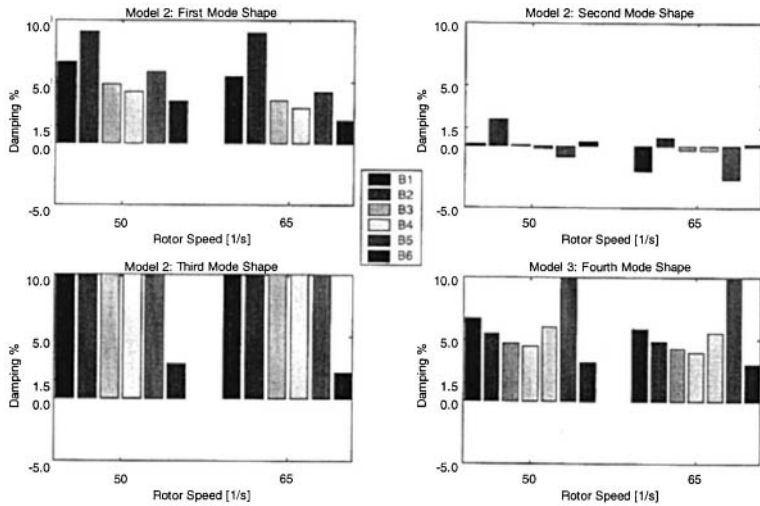 Model 2: First Mode Shape
10.0
5.0
1.5
0.0
-5.0
Damping %
50 65
Rotor Speed [1/s]
Model 2: Second Mode Shape
10.0
5.0
1.5
0.0
-5.0
Damping %
50 65
Rotor Speed [1/s]
B1
B2
B3
B4
B5
B6
Model 2: Third Mode Shape
10.0
5.0
1.5
0.0
-5.0
Damping %
50 65
Rotor Speed [1/s]
Model 3: Fourth Mode Shape
10.0
5.0
1.5
0.0
-5.0
Damping %
50 65
Rotor Speed [1/s]